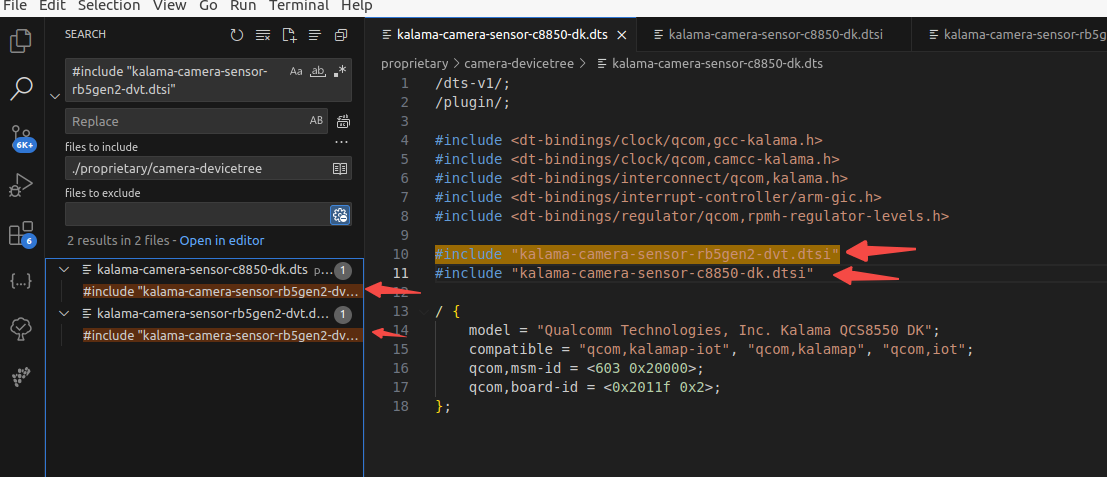 File Edit Selection View Go Run Terminal Help
SEARCH
#include "kalama-camera-sensor-
rb5gen2-dvt.dtsi"
Aa ab .*
Replace
AB
files to include
...
./proprietary/camera-devicetree
files to exclude
2 results in 2 files - Open in editor
kalama-camera-sensor-c8850-dk.dts p... 1
#include "kalama-camera-sensor-rb5gen2-dv...
kalama-camera-sensor-rb5gen2-dvt.d... 1
#include "kalama-camera-sensor-rb5gen2-dv...
6K+
6
{...}
kalama-camera-sensor-c8850-dk.dts
kalama-camera-sensor-c8850-dk.dtsi
kalama-camera-sensor-rb5g
proprietary > camera-devicetree > kalama-camera-sensor-c8850-dk.dts
1 /dts-v1/;
2 /plugin/;
3
4 #include <dt-bindings/clock/qcom,gcc-kalama.h>
5 #include <dt-bindings/clock/qcom,camcc-kalama.h>
6 #include <dt-bindings/interconnect/qcom,kalama.h>
7 #include <dt-bindings/interrupt-controller/arm-gic.h>
8 #include <dt-bindings/regulator/qcom,rpmh-regulator-levels.h>
9
10 #include "kalama-camera-sensor-rb5gen2-dvt.dtsi"
11 #include "kalama-camera-sensor-c8850-dk.dtsi"
12
13 / {
14 model = "Qualcomm Technologies, Inc. Kalama QCS8550 DK";
15 compatible = "qcom,kalamap-iot", "qcom,kalamap", "qcom,iot";
16 qcom,msm-id = <603 0x20000>;
17 qcom,board-id = <0x2011f 0x2>;
18 };